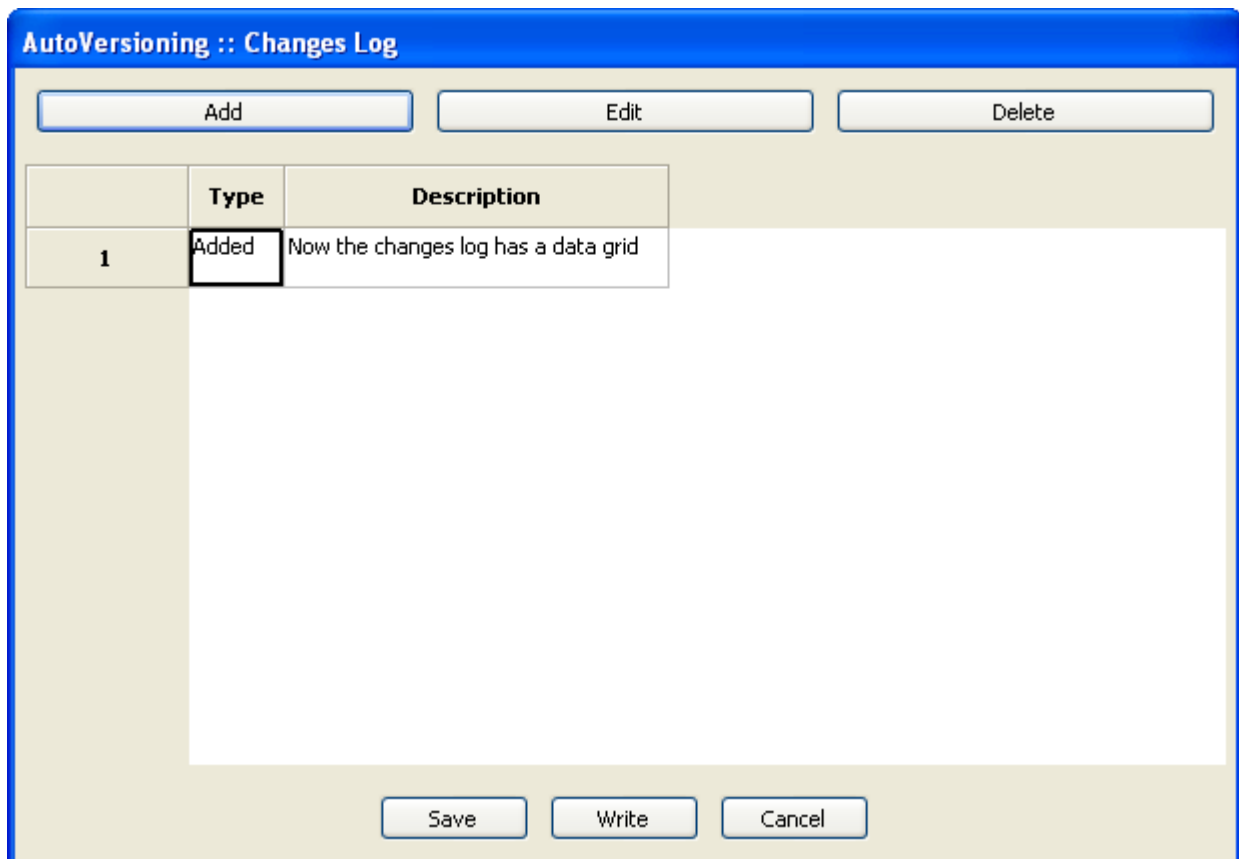 AutoVersioning :: Changes Log
Add Edit Delete
Type Description
1 Added Now the changes log has a data grid
Save Write Cancel